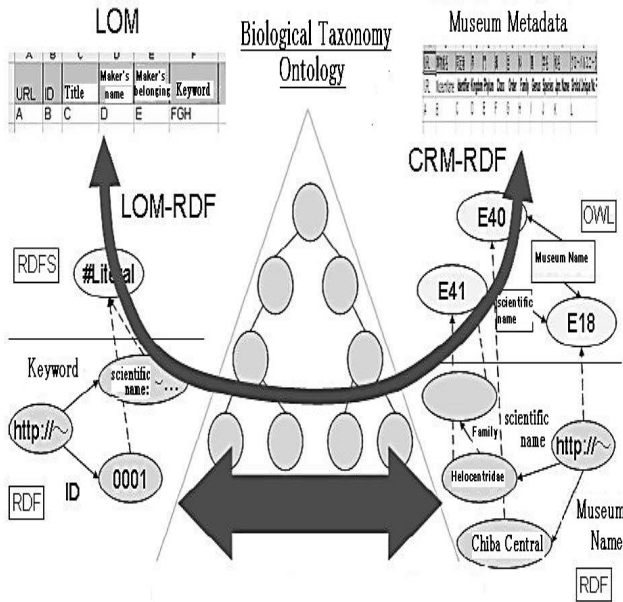 LOM
Biological Taxonomy
Ontology
Museum Metadata
A B C D E F
URL ID Title Maker's name Maker's belonging Keyword
A B C D E FGH
URL
A B C D E F G H I J K L
LOM-RDF
CRM-RDF
E40
OWL
RDFS
#Literal
Museum Name
E41
scientific
name
E18
Keyword
scientific
name: ~...
http://~
scientific
name
http://~
Family
ID
0001
Helocentridae
RDF
Chiba Central
Museum
Name
RDF